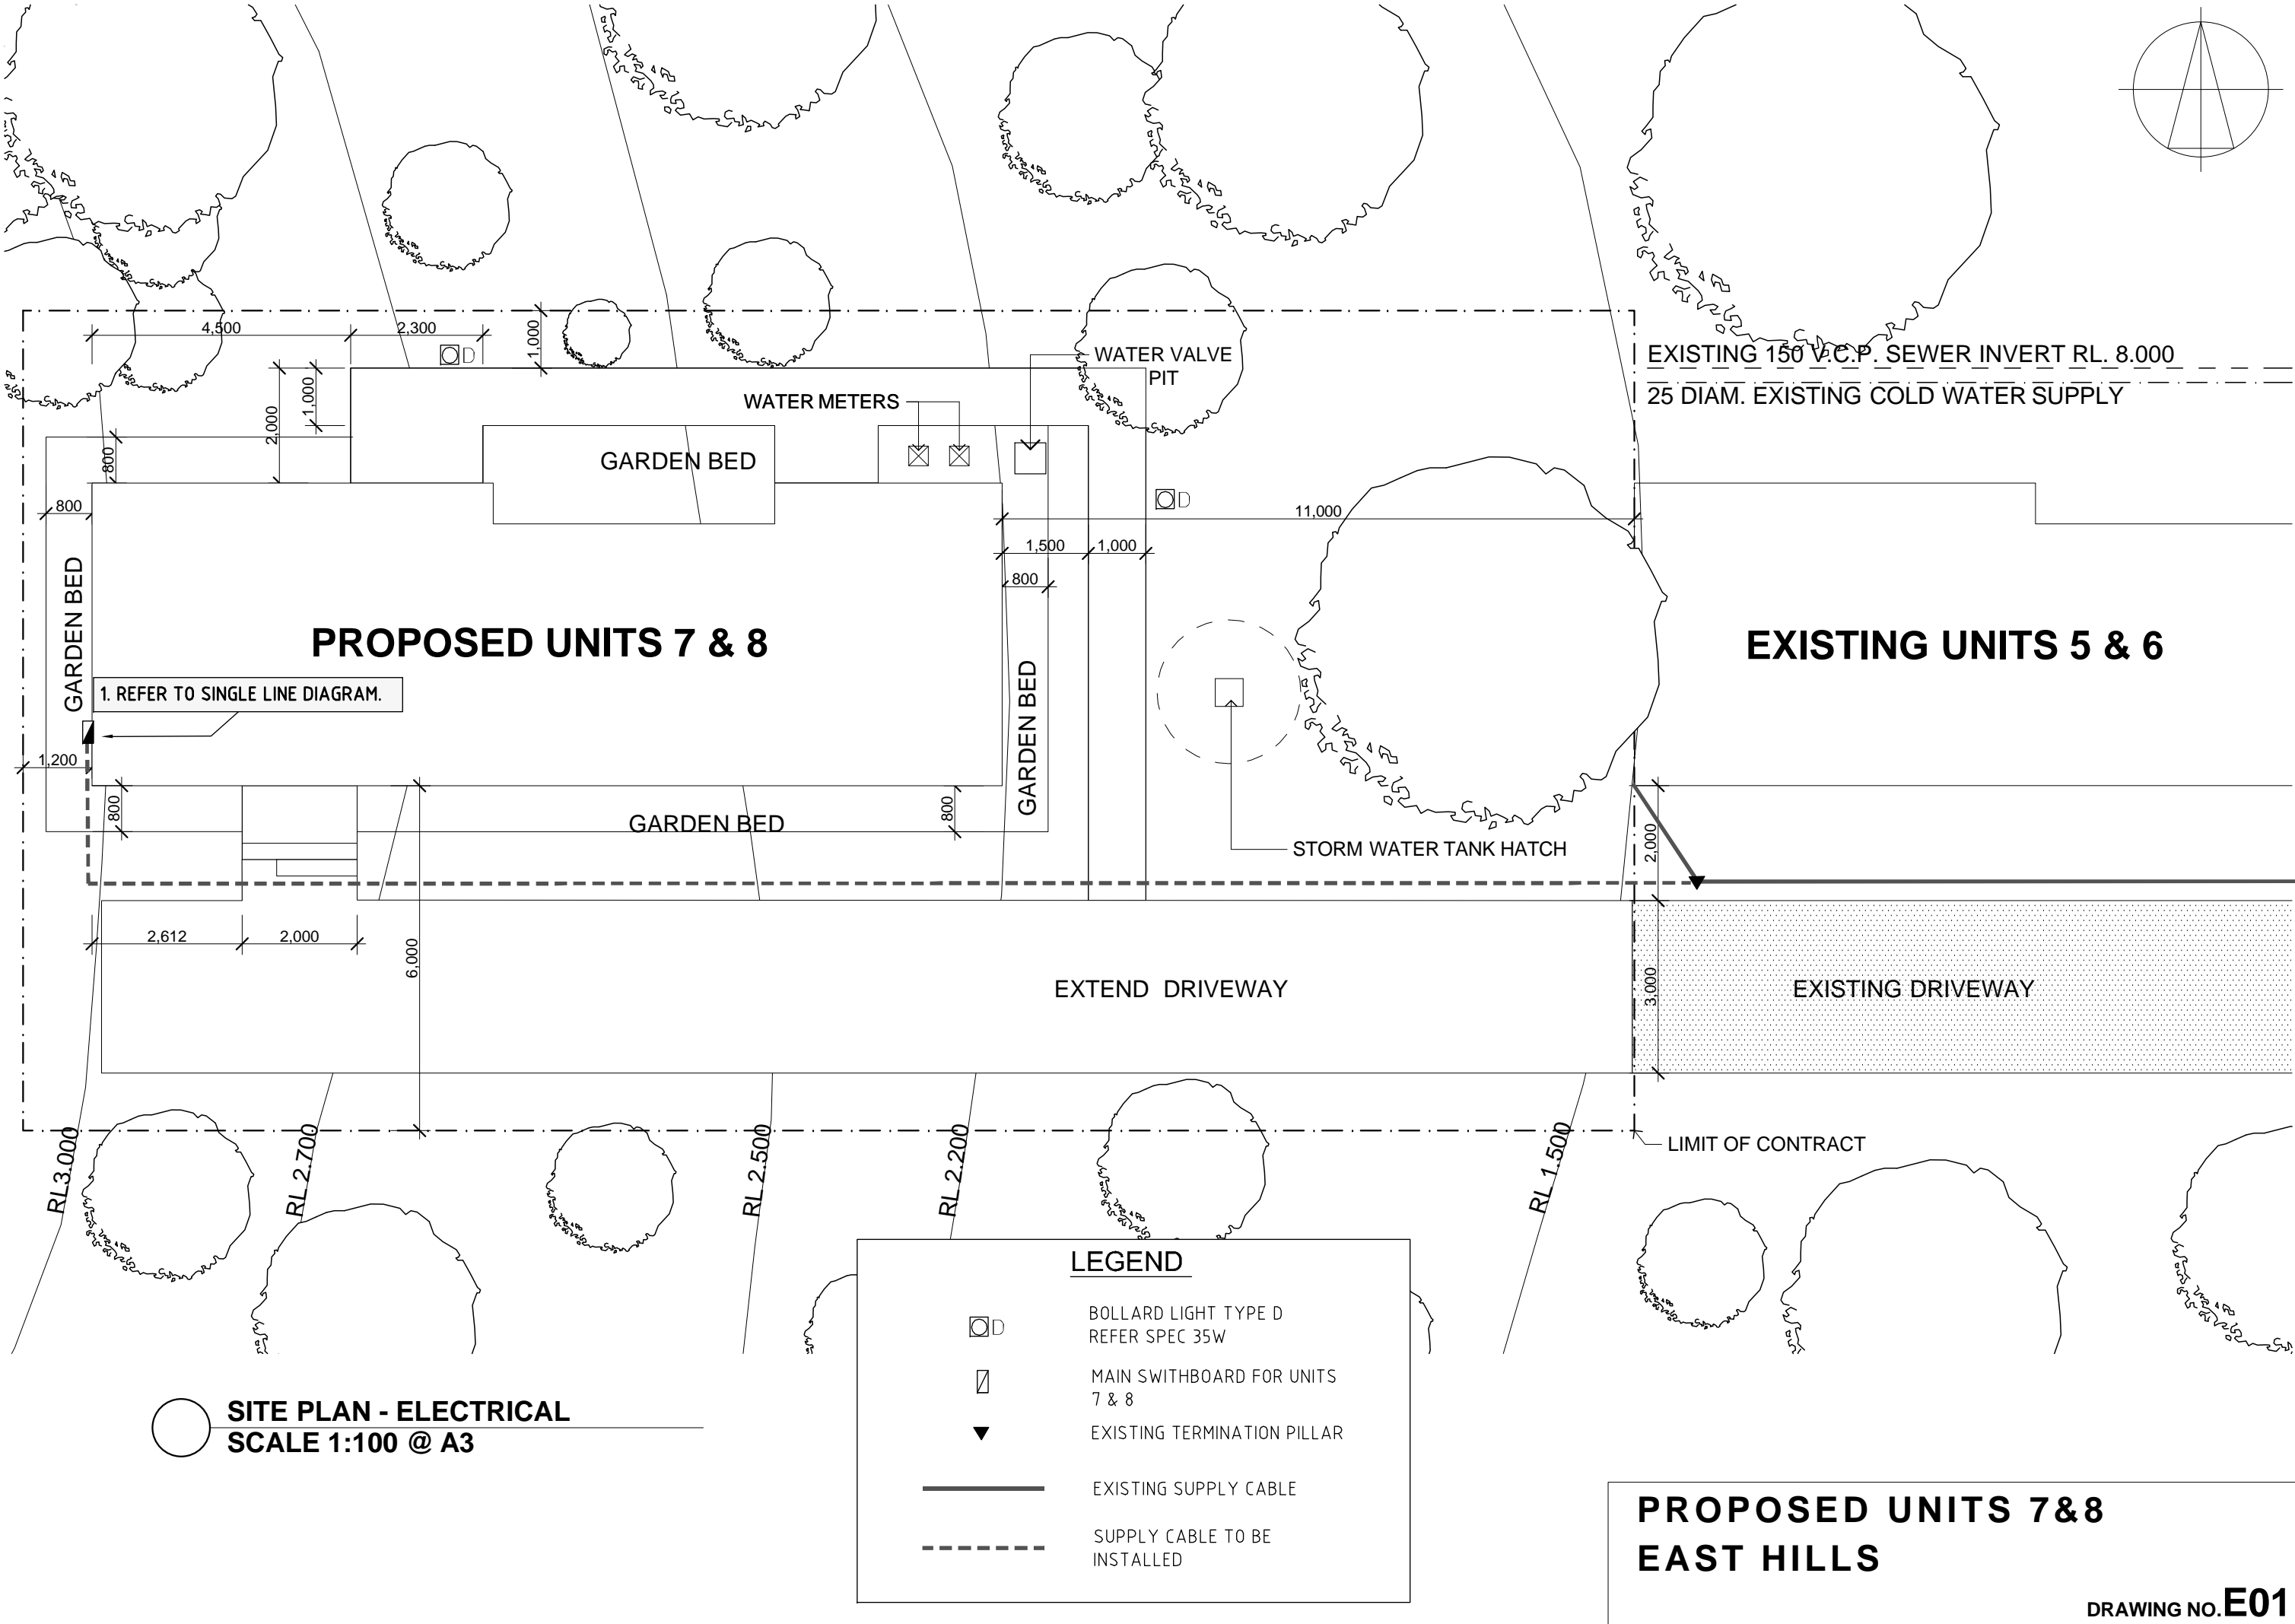 4,500
2,300
1,000
D
WATER VALVE
PIT
EXISTING 150 V.C.P. SEWER INVERT RL. 8.000
25 DIAM. EXISTING COLD WATER SUPPLY
2,000
1,000
WATER METERS
800
GARDEN BED
800
D
11,000
1,500
1,000
800
GARDEN BED
PROPOSED UNITS 7 & 8
EXISTING UNITS 5 & 6
1. REFER TO SINGLE LINE DIAGRAM.
GARDEN BED
1,200
800
GARDEN BED
800
STORM WATER TANK HATCH
2,000
2,612
2,000
6,000
EXTEND DRIVEWAY
3,000
EXISTING DRIVEWAY
RL3.000
RL 2.700
RL 2.500
RL 2.200
RL 1.500
LIMIT OF CONTRACT
LEGEND
D
BOLLARD LIGHT TYPE D
REFER SPEC 35W
MAIN SWITHBOARD FOR UNITS
7 & 8
EXISTING TERMINATION PILLAR
EXISTING SUPPLY CABLE
SUPPLY CABLE TO BE
INSTALLED
SITE PLAN - ELECTRICAL
SCALE 1:100 @ A3
PROPOSED UNITS 7&8
EAST HILLS
DRAWING NO. E01